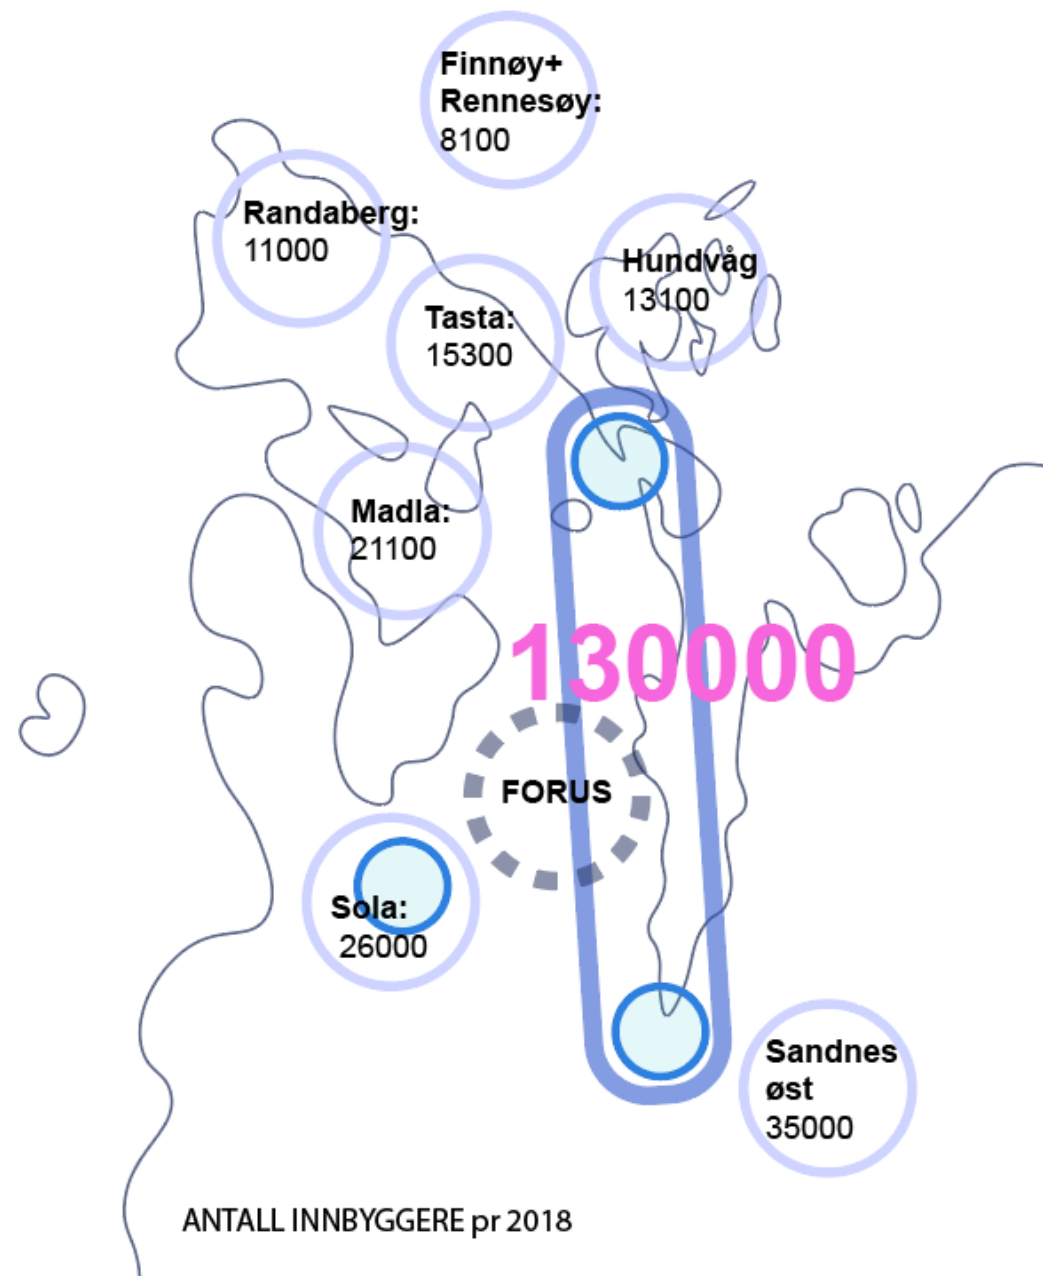 Finnøy+
Rennesøy:
8100
Randaberg:
11000
Hundvåg
13100
Tasta:
15300
Madla:
21100
130000
FORUS
Sola:
26000
Sandnes
øst
35000
ANTALL INNBYGGERE pr 2018